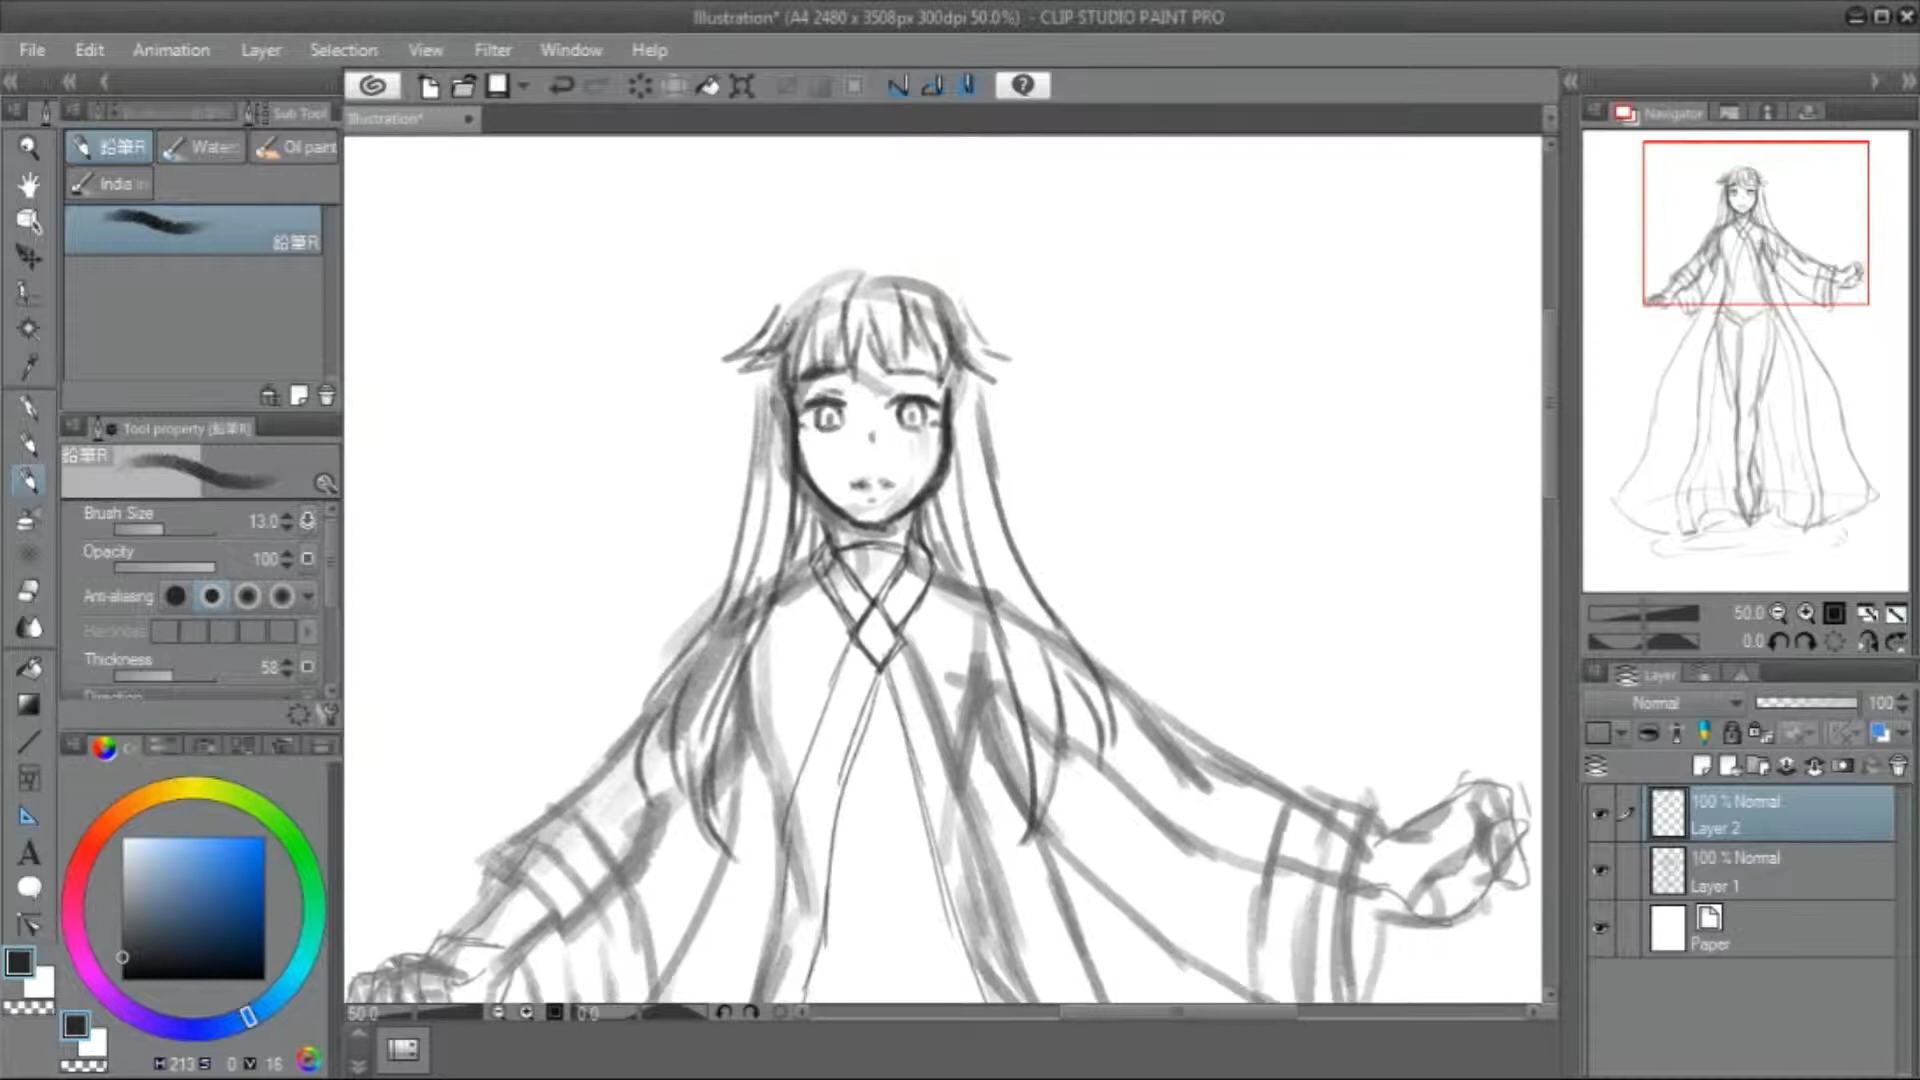 Illustration* (A4 2480 x 3508px 300dpi 50.0%) - CLIP STUDIO PAINT PRO
File Edit Animation Layer Selection View Filter Window Help
Sub Tool
Illustration*
Navigator
鉛筆R Water Oil paint
India in
鉛筆R
Tool property [鉛筆R]
鉛筆R
Brush Size 13.0
Opacity 100
Anti-aliasing
Hardness
Thickness 58
Direction
50.0
0.0
Layer
Normal 100
100 % Normal
Layer 2
100 % Normal
Layer 1
Paper
50.0 0.0
H 213 S 0 V 16